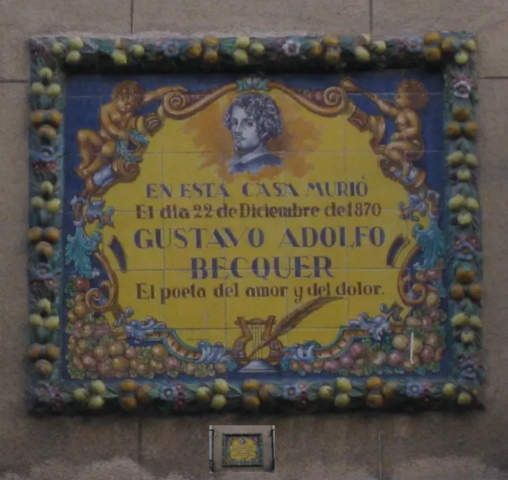 EN ESTA CASA MURIÓ
El dia 22 de Diciembre de 1870
GUSTAVO ADOLFO
BECQUER
El poeta del amor y del dolor.